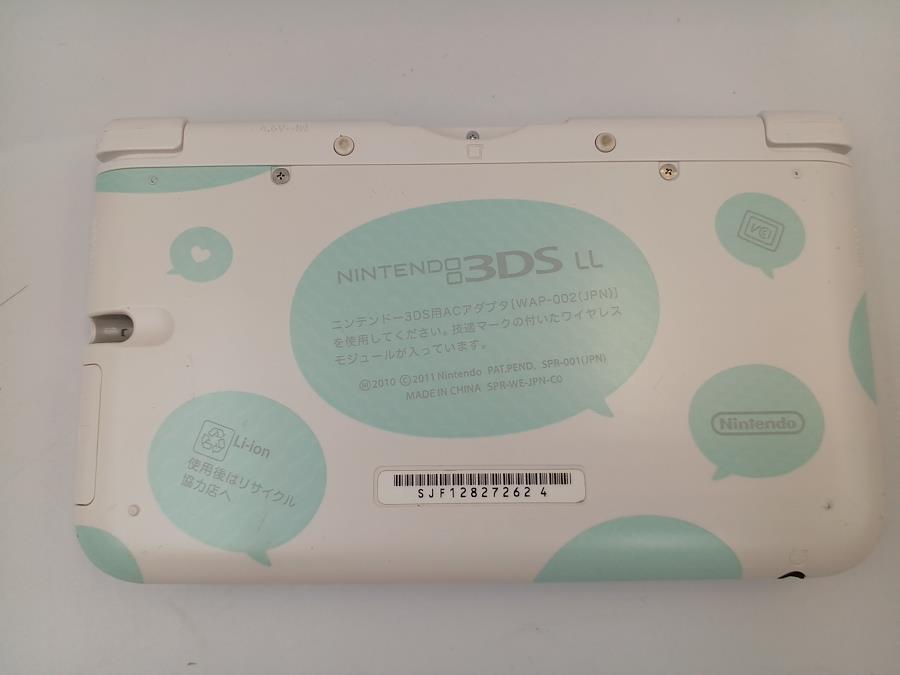 NINTENDO 3DS LL
ニンテンドー3DS用ACアダプタ[WAP-002(JPN)]
を使用してください。技適マークの付いたワイヤレス
モジュールが入っています。
Ⓜ2010 ©2011 Nintendo PAT.PEND. SPR-001(JPN)
MADE IN CHINA SPR-WE-JPN-C0
Nintendo
Li-ion
使用後はリサイクル
協力店へ
SJF12827262 4